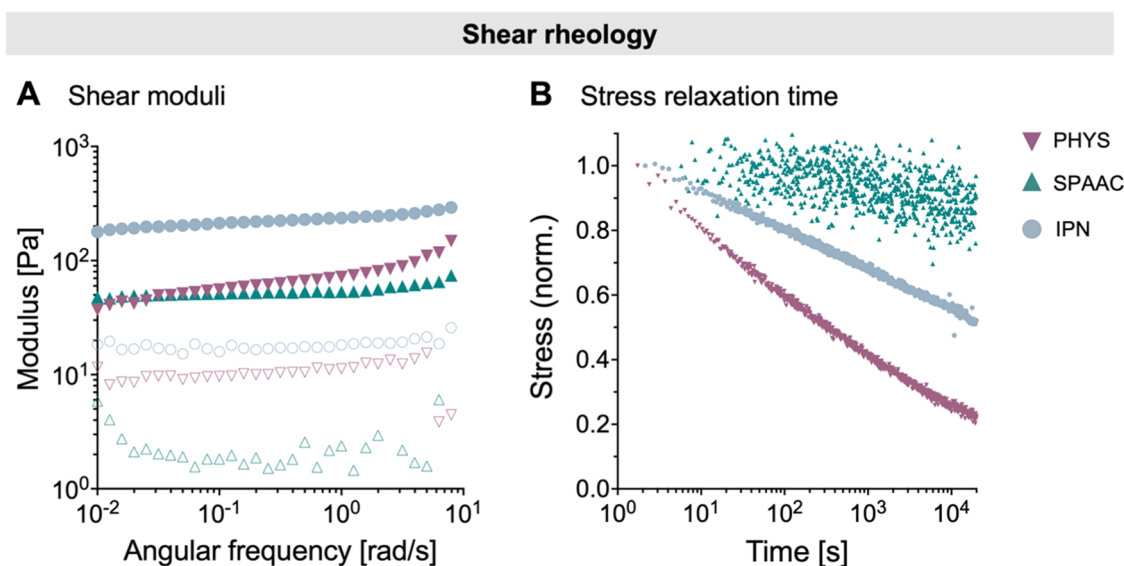 Shear rheology
A Shear moduli
Modulus [Pa]
10³
10²
10¹
10⁰
10⁻² 10⁻¹ 10⁰ 10¹
Angular frequency [rad/s]
B Stress relaxation time
Stress (norm.)
1.0
0.8
0.6
0.4
0.2
0.0
10⁰ 10¹ 10² 10³ 10⁴
Time [s]
PHYS
SPAAC
IPN